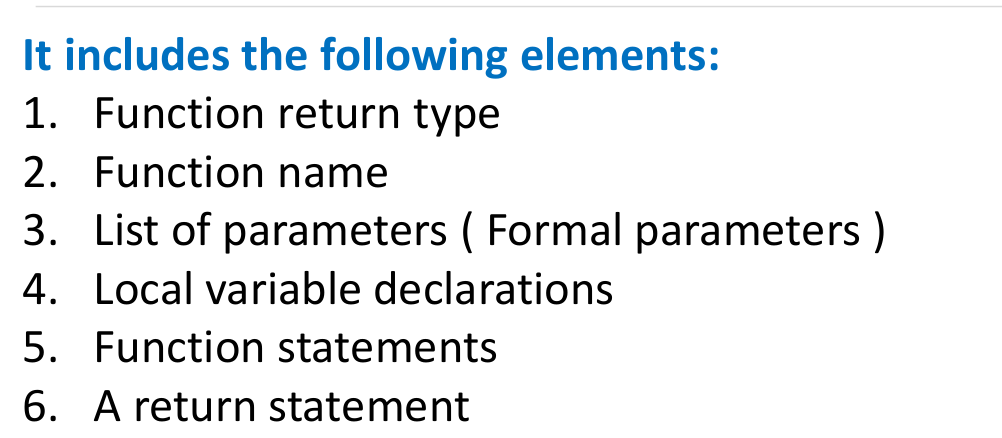 It includes the following elements:
1. Function return type
2. Function name
3. List of parameters ( Formal parameters )
4. Local variable declarations
5. Function statements
6. A return statement